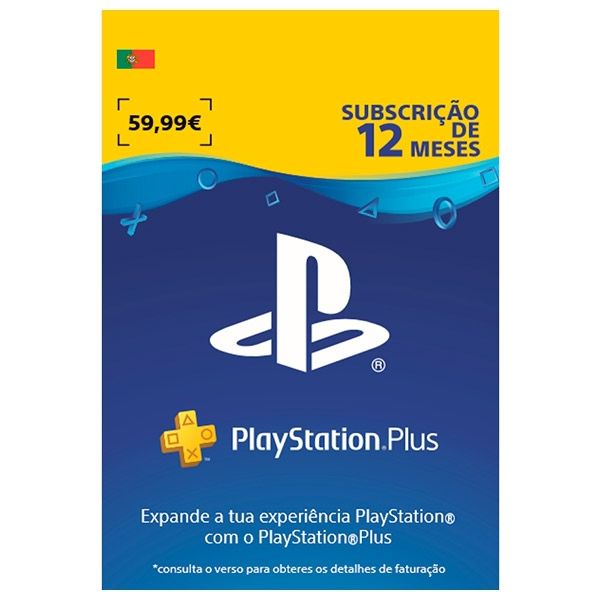 59,99€
SUBSCRIÇÃO
DE
12 MESES
®
PlayStation®Plus
Expande a tua experiência PlayStation®
com o PlayStation®Plus
*consulta o verso para obteres os detalhes de faturação